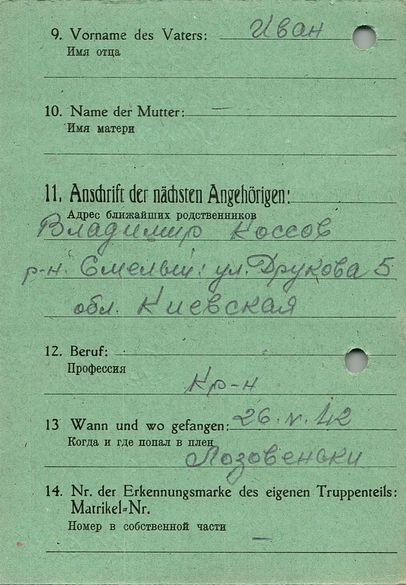 9. Vorname des Vaters: Иван
Имя отца
10. Name der Mutter:
Имя матери
11. Anschrift der nächsten Angehörigen:
Адрес ближайших родственников
Владимир Коссов
р-н. Емельы: ул. Друкова 5
обл. Киевская
12. Beruf:
Профессия
Кр-н
13 Wann und wo gefangen: 26.V.42
Когда и где попал в плен
Лозовеньки
14. Nr. der Erkennungsmarke des eigenen Truppenteils:
Matrikel=Nr.
Номер в собственной части
—